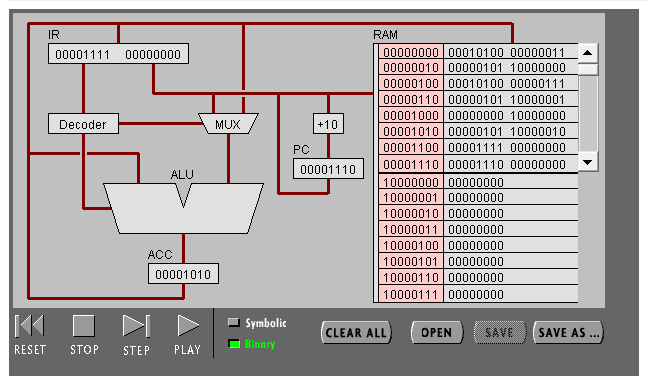 IR
00001111 00000000
RAM
00000000 00010100 00000011
00000010 00000101 10000000
00000100 00010100 00000111
00000110 00000101 10000001
00001000 00000000 10000000
00001010 00000101 10000010
00001100 00001111 00000000
00001110 00011110 00000000
10000000 00000000
10000001 00000000
10000010 00000000
10000011 00000000
10000100 00000000
10000101 00000000
10000110 00000000
10000111 00000000
Decoder
MUX
+10
PC
00001110
ALU
ACC
00001010
RESET
STOP
STEP
PLAY
Symbolic
Binary
CLEAR ALL
OPEN
SAVE
SAVE AS ...